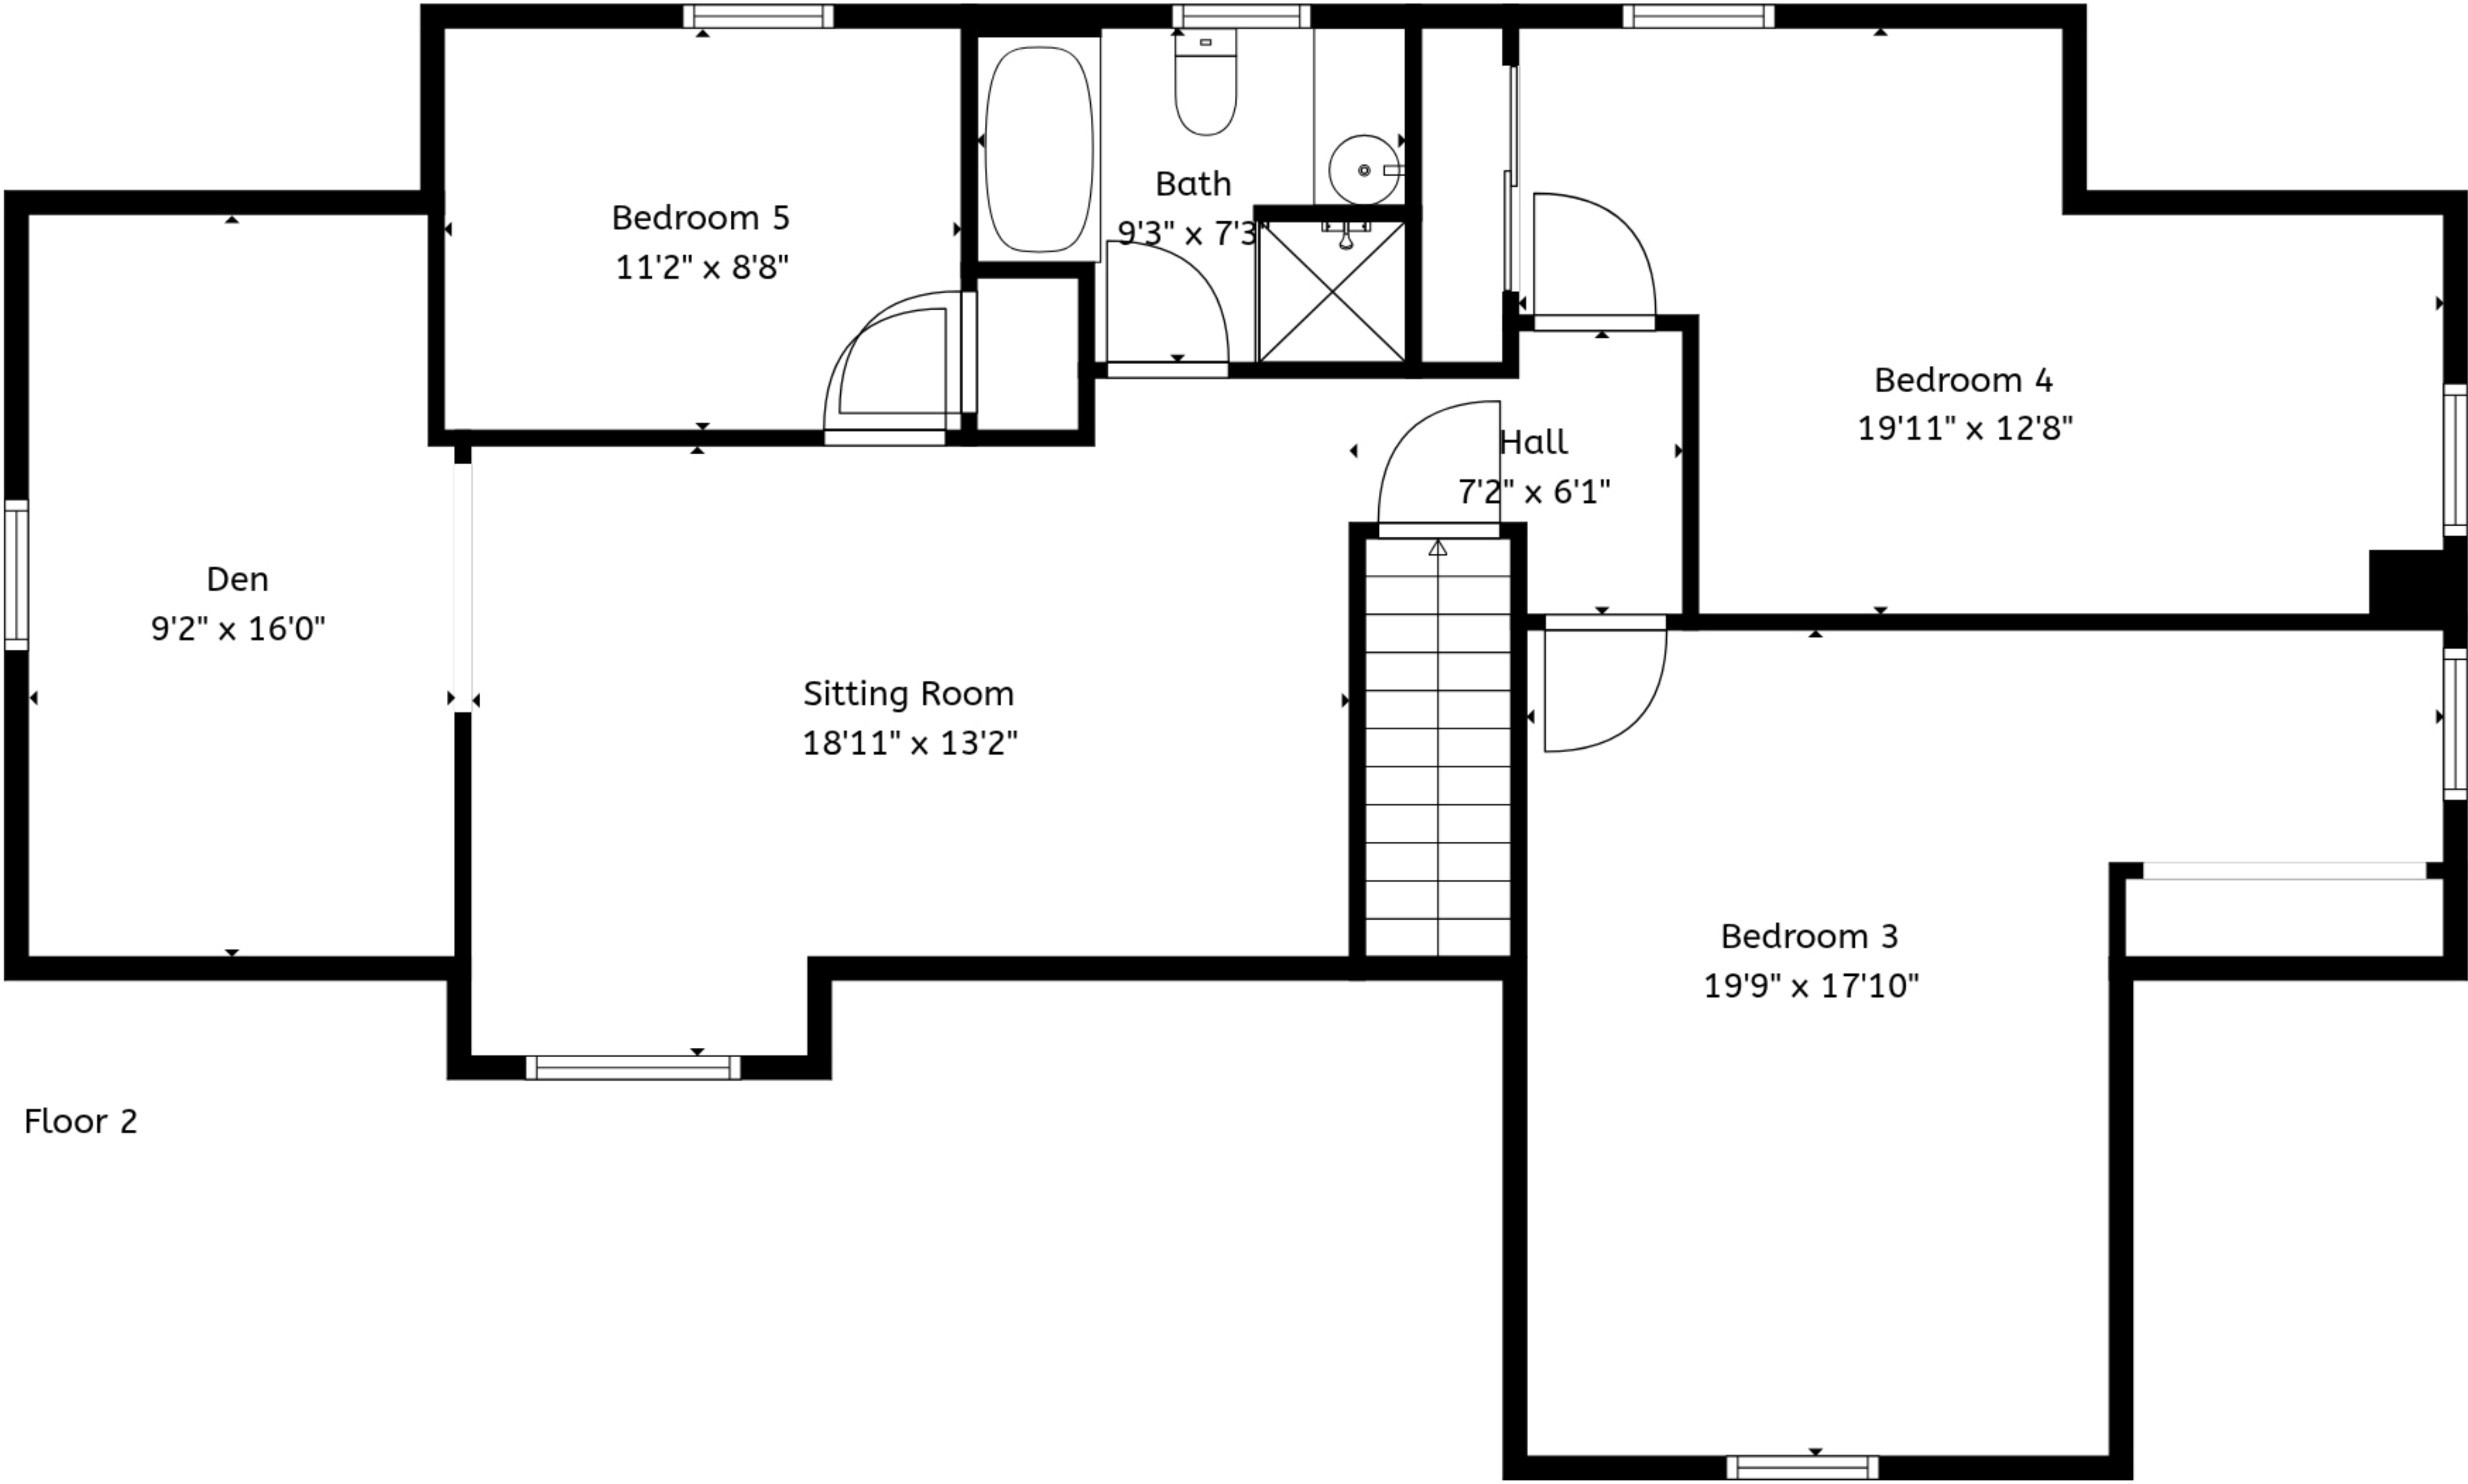 Bath
9'3" x 7'3"
Bedroom 5
11'2" x 8'8"
Bedroom 4
19'11" x 12'8"
Hall
7'2" x 6'1"
Den
9'2" x 16'0"
Sitting Room
18'11" x 13'2"
Bedroom 3
19'9" x 17'10"
Floor 2